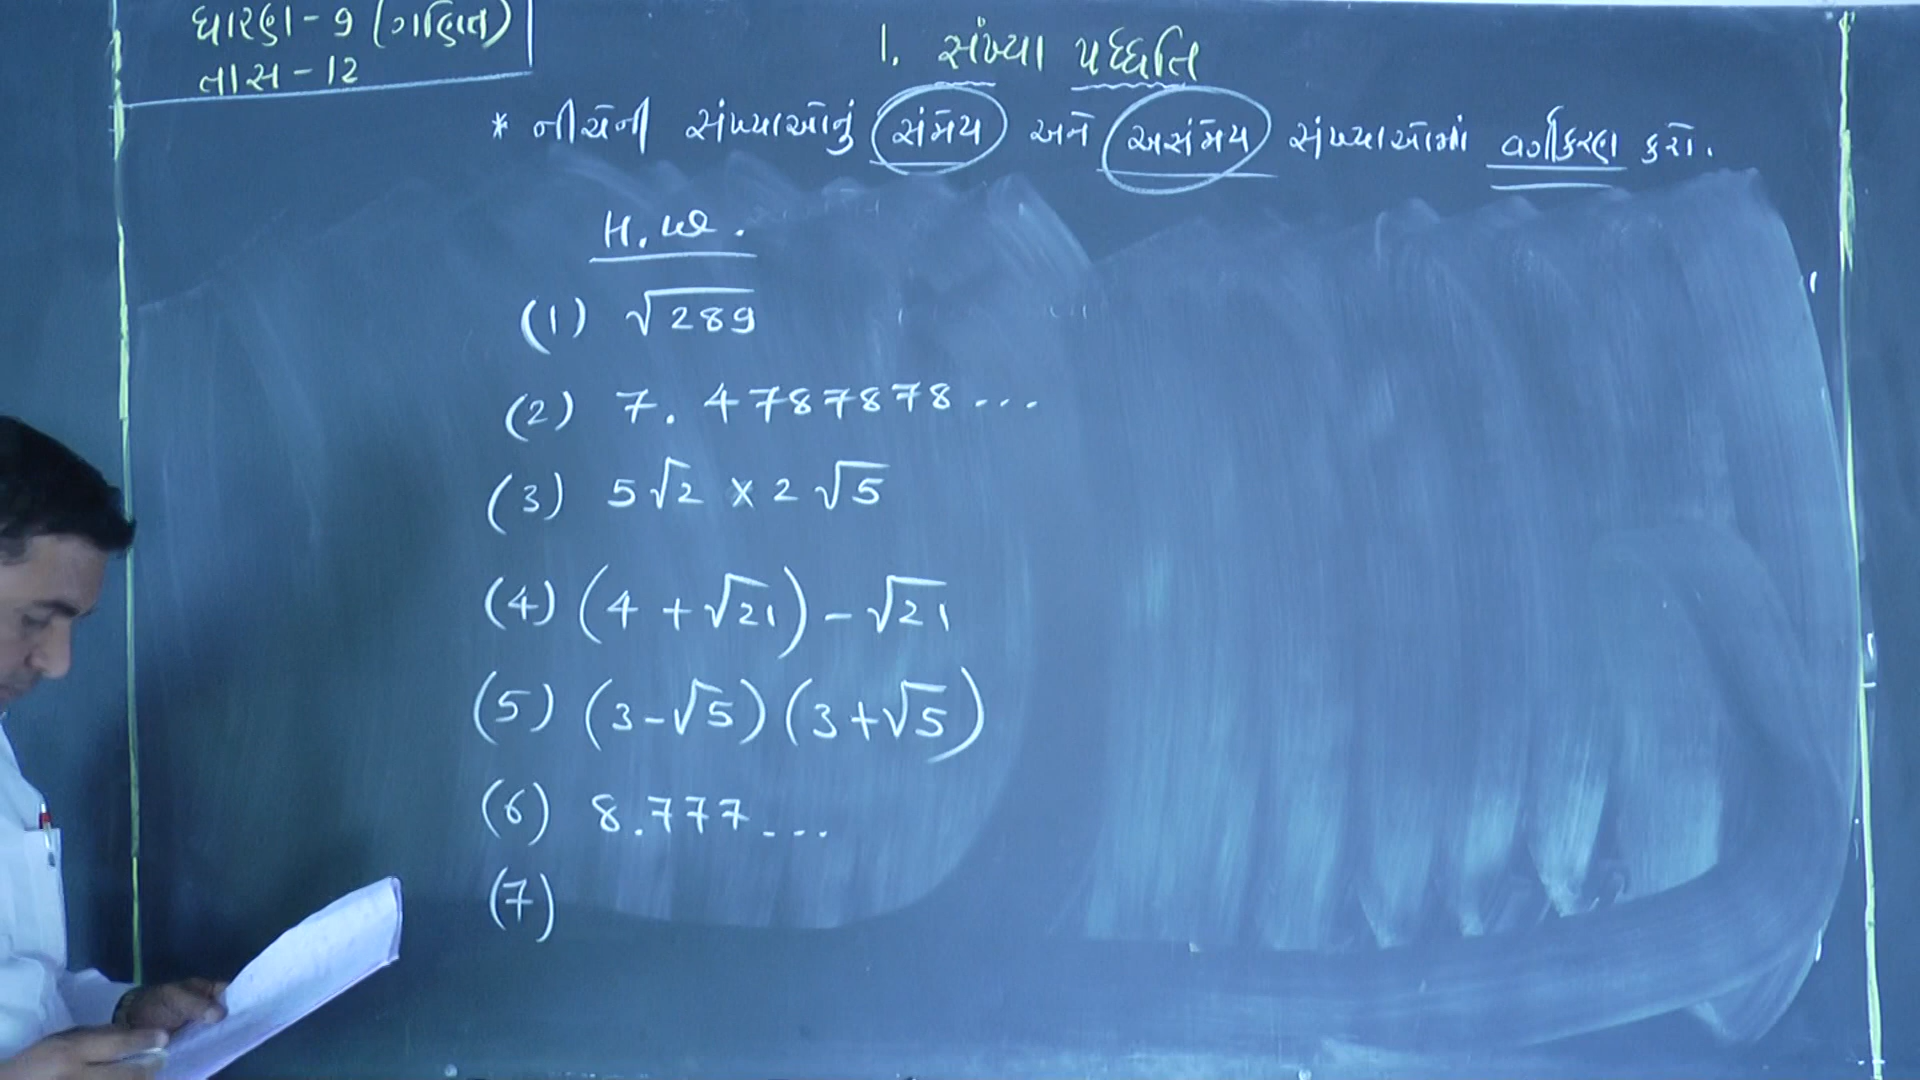 ધોરણ - 9 (ગણિત)
તાસ - 12
1. સંખ્યા પધ્ધતિ
* નીચેની સંખ્યાઓનું સંમેય અને અસંમેય સંખ્યાઓમાં વર્ગીકરણ કરો.
H.W.
(1) √289
(2) 7.4787878...
(3) 5√2 × 2√5
(4) (4 + √21) - √21
(5) (3 - √5) (3 + √5)
(6) 8.777...
(7)